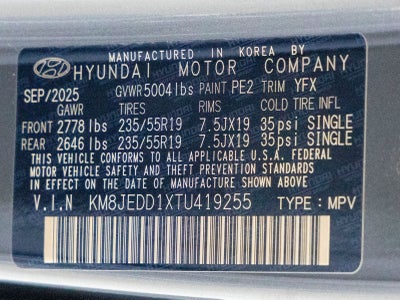 MANUFACTURED IN KOREA BY
HYUNDAI MOTOR COMPANY
SEP/2025 GVWR 5004 lbs PAINT PE2 TRIM YFX
GAWR TIRES RIMS COLD TIRE INFL
FRONT 2778 lbs 235/55R19 7.5JX19 35psi SINGLE
REAR 2646 lbs 235/55R19 7.5JX19 35psi SINGLE
THIS VEHICLE CONFORMS TO ALL APPLICABLE U.S.A. FEDERAL
MOTOR VEHICLE SAFETY AND THEFT PREVENTION STANDARDS IN
EFFECT ON THE DATE OF MANUFACTURE SHOWN ABOVE.
V.I.N KM8JEDD1XTU419255 TYPE : MPV